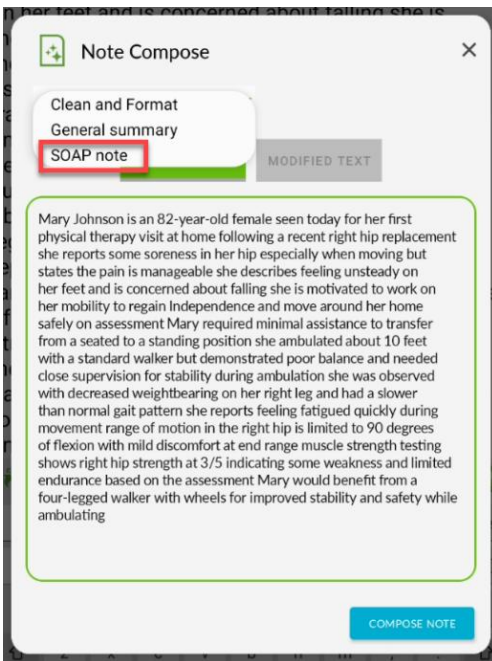 her feet and is concerned about falling she is
Note Compose
Clean and Format
General summary
SOAP note
MODIFIED TEXT
Mary Johnson is an 82-year-old female seen today for her first
physical therapy visit at home following a recent right hip replacement
she reports some soreness in her hip especially when moving but
states the pain is manageable she describes feeling unsteady on
her feet and is concerned about falling she is motivated to work on
her mobility to regain Independence and move around her home
safely on assessment Mary required minimal assistance to transfer
from a seated to a standing position she ambulated about 10 feet
with a standard walker but demonstrated poor balance and needed
close supervision for stability during ambulation she was observed
with decreased weightbearing on her right leg and had a slower
than normal gait pattern she reports feeling fatigued quickly during
movement range of motion in the right hip is limited to 90 degrees
of flexion with mild discomfort at end range muscle strength testing
shows right hip strength at 3/5 indicating some weakness and limited
endurance based on the assessment Mary would benefit from a
four-legged walker with wheels for improved stability and safety while
ambulating
COMPOSE NOTE